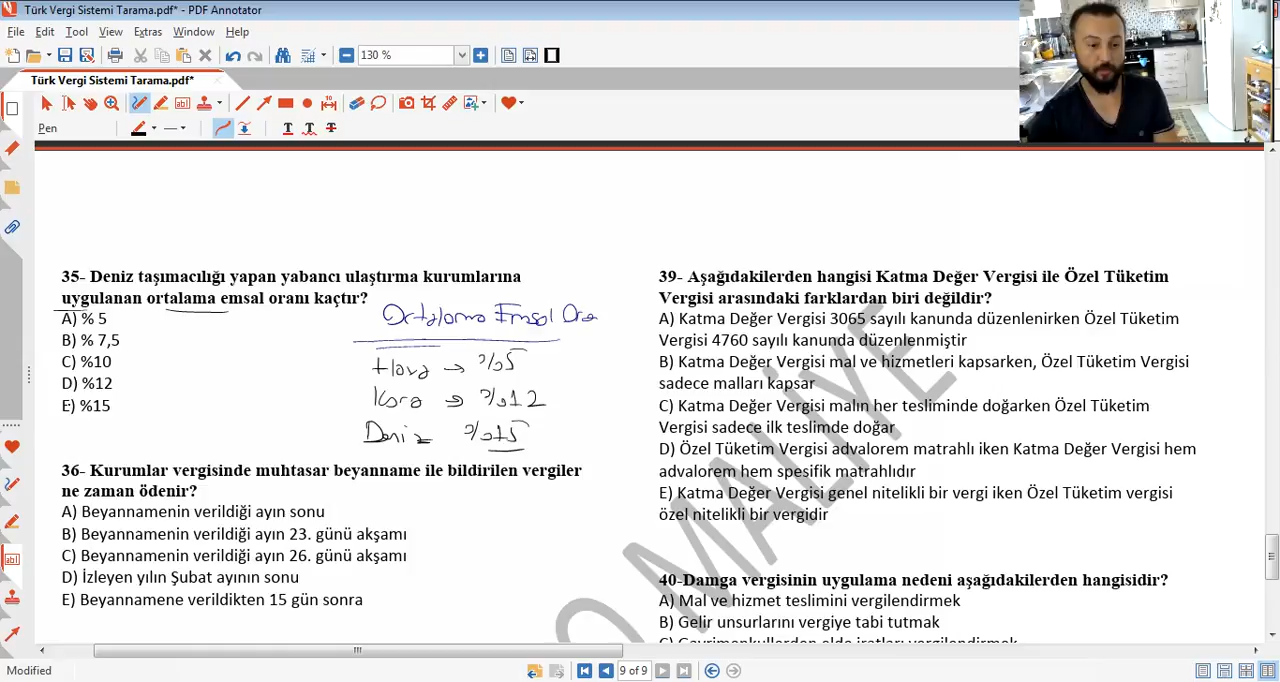 Türk Vergi Sistemi Tarama.pdf* - PDF Annotator
File Edit Tool View Extras Window Help
130 %
Türk Vergi Sistemi Tarama.pdf*
Pen
35- Deniz taşımacılığı yapan yabancı ulaştırma kurumlarına
uygulanan ortalama emsal oranı kaçtır?
A) % 5
B) % 7,5
C) %10
D) %12
E) %15
Ortalama Emsal Ora
Hava → %5
Kara → %12
Deniz %15
36- Kurumlar vergisinde muhtasar beyanname ile bildirilen vergiler
ne zaman ödenir?
A) Beyannamenin verildiği ayın sonu
B) Beyannamenin verildiği ayın 23. günü akşamı
C) Beyannamenin verildiği ayın 26. günü akşamı
D) İzleyen yılın Şubat ayının sonu
E) Beyannamene verildikten 15 gün sonra
39- Aşağıdakilerden hangisi Katma Değer Vergisi ile Özel Tüketim
Vergisi arasındaki farklardan biri değildir?
A) Katma Değer Vergisi 3065 sayılı kanunda düzenlenirken Özel Tüketim
Vergisi 4760 sayılı kanunda düzenlenmiştir
B) Katma Değer Vergisi mal ve hizmetleri kapsarken, Özel Tüketim Vergisi
sadece malları kapsar
C) Katma Değer Vergisi malın her tesliminde doğarken Özel Tüketim
Vergisi sadece ilk teslimde doğar
D) Özel Tüketim Vergisi advalorem matrahlı iken Katma Değer Vergisi hem
advalorem hem spesifik matrahlıdır
E) Katma Değer Vergisi genel nitelikli bir vergi iken Özel Tüketim vergisi
özel nitelikli bir vergidir
40-Damga vergisinin uygulama nedeni aşağıdakilerden hangisidir?
A) Mal ve hizmet teslimini vergilendirmek
B) Gelir unsurlarını vergiye tabi tutmak
C) Gayrimenkullerden elde iratları vergilendirmek
O MALİYE
Modified
9 of 9